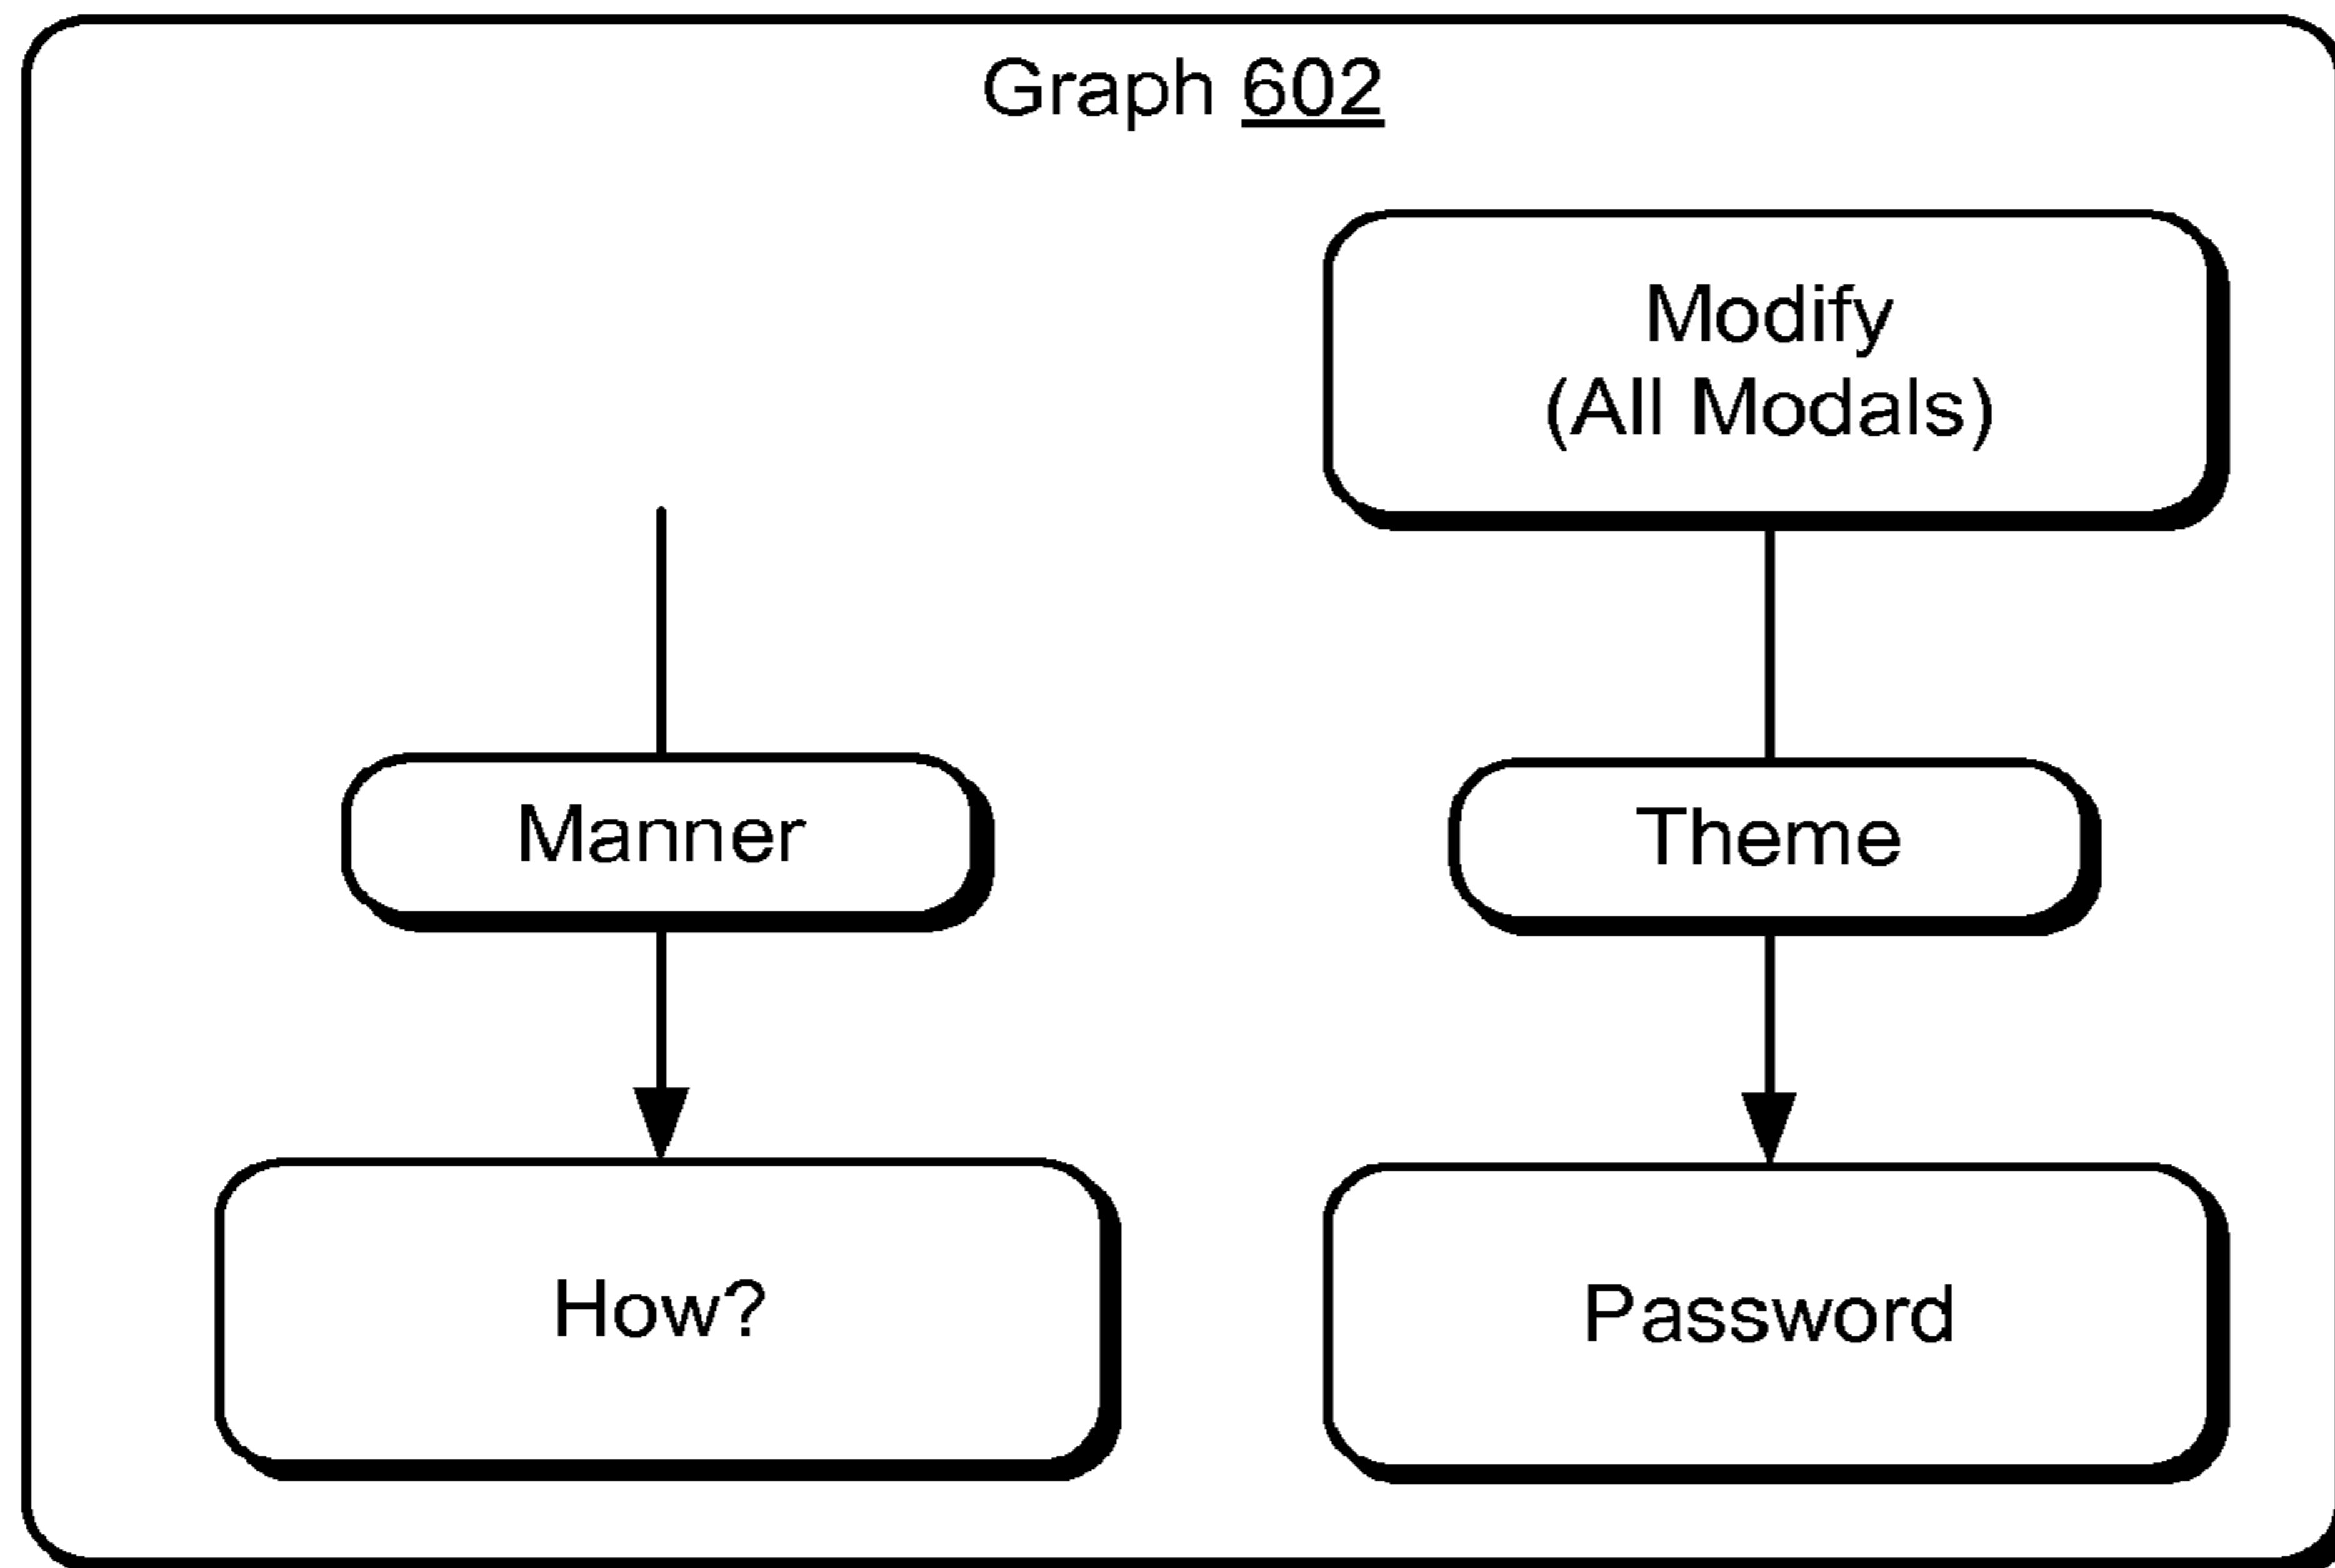 Graph 602
Modify
(All Modals)
Manner
Theme
How?
Password